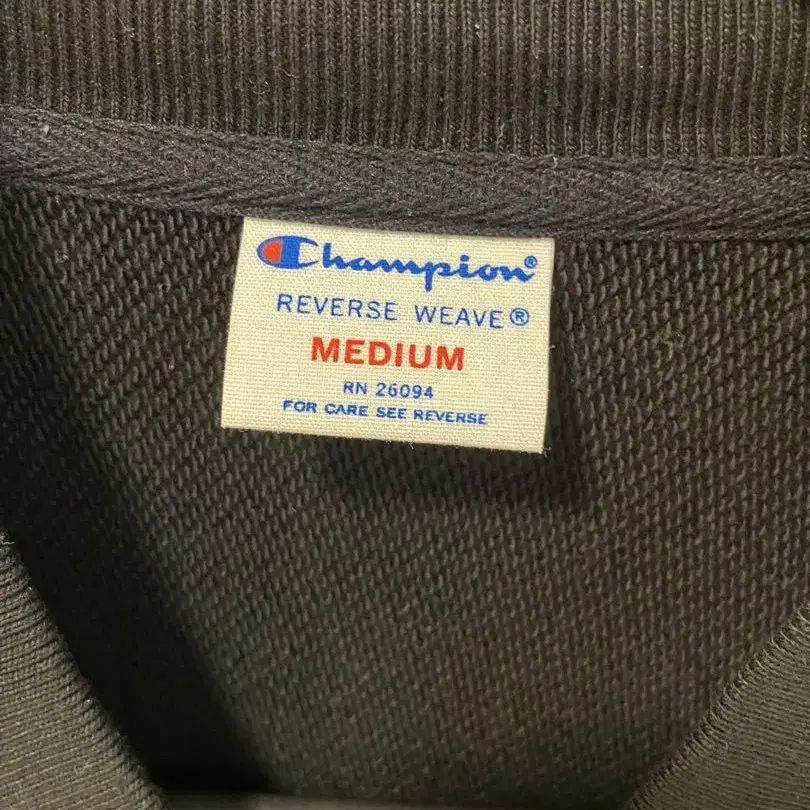 Champion®
REVERSE WEAVE®
MEDIUM
RN 26094
FOR CARE SEE REVERSE